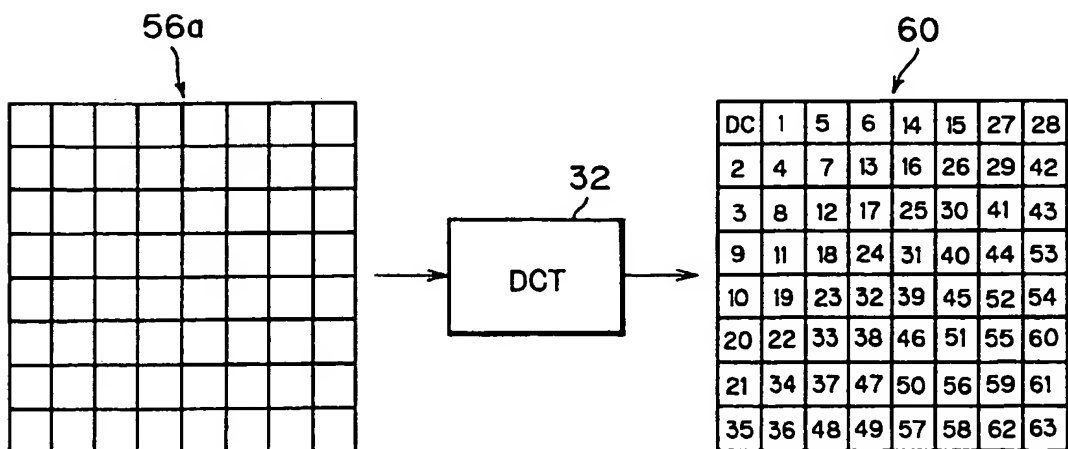 56a
60
32
DCT
DC 1 5 6 14 15 27 28
2 4 7 13 16 26 29 42
3 8 12 17 25 30 41 43
9 11 18 24 31 40 44 53
10 19 23 32 39 45 52 54
20 22 33 38 46 51 55 60
21 34 37 47 50 56 59 61
35 36 48 49 57 58 62 63